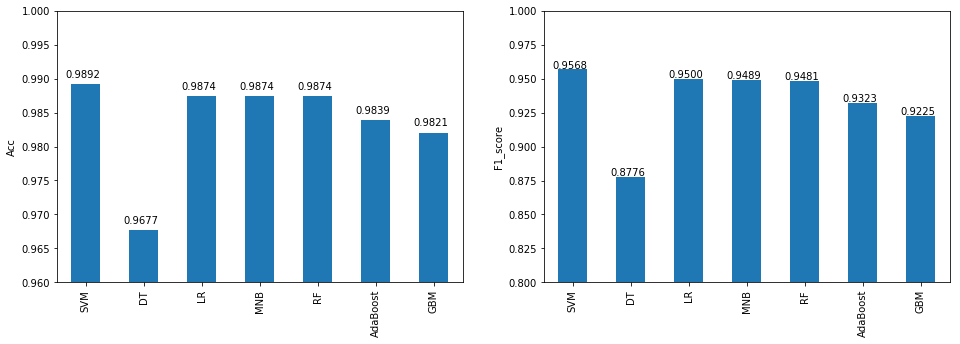 1.000
0.995
0.990
0.985
0.980
0.975
0.970
0.965
0.960
Acc
0.9892
0.9677
0.9874
0.9874
0.9874
0.9839
0.9821
SVM
DT
LR
MNB
RF
AdaBoost
GBM
1.000
0.975
0.950
0.925
0.900
0.875
0.850
0.825
0.800
F1_score
0.9568
0.8776
0.9500
0.9489
0.9481
0.9323
0.9225
SVM
DT
LR
MNB
RF
AdaBoost
GBM